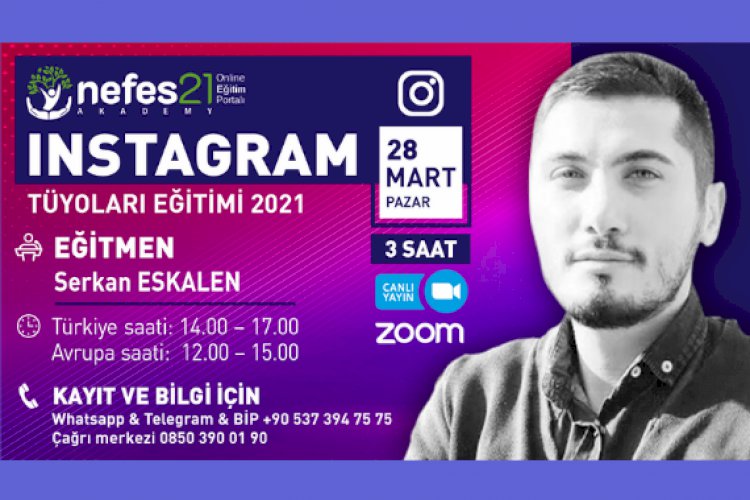 nefes21 Online
Eğitim
Portalı
AKADEMY
INSTAGRAM
TÜYOLARI EĞİTİMİ 2021
28
MART
PAZAR
3 SAAT
CANLI
YAYIN
zoom
EĞİTMEN
Serkan ESKALEN
Türkiye saati: 14.00 – 17.00
Avrupa saati: 12.00 – 15.00
KAYIT VE BİLGİ İÇİN
Whatsapp & Telegram & BİP +90 537 394 75 75
Çağrı merkezi 0850 390 01 90